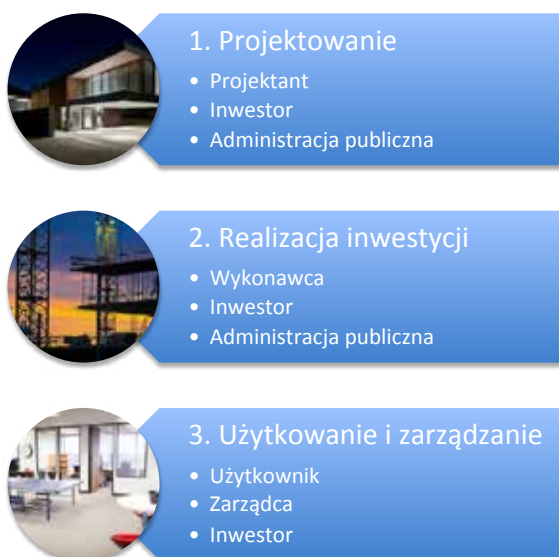 1. Projektowanie
• Projektant
• Inwestor
• Administracja publiczna
2. Realizacja inwestycji
• Wykonawca
• Inwestor
• Administracja publiczna
3. Użytkowanie i zarządzanie
• Użytkownik
• Zarządca
• Inwestor